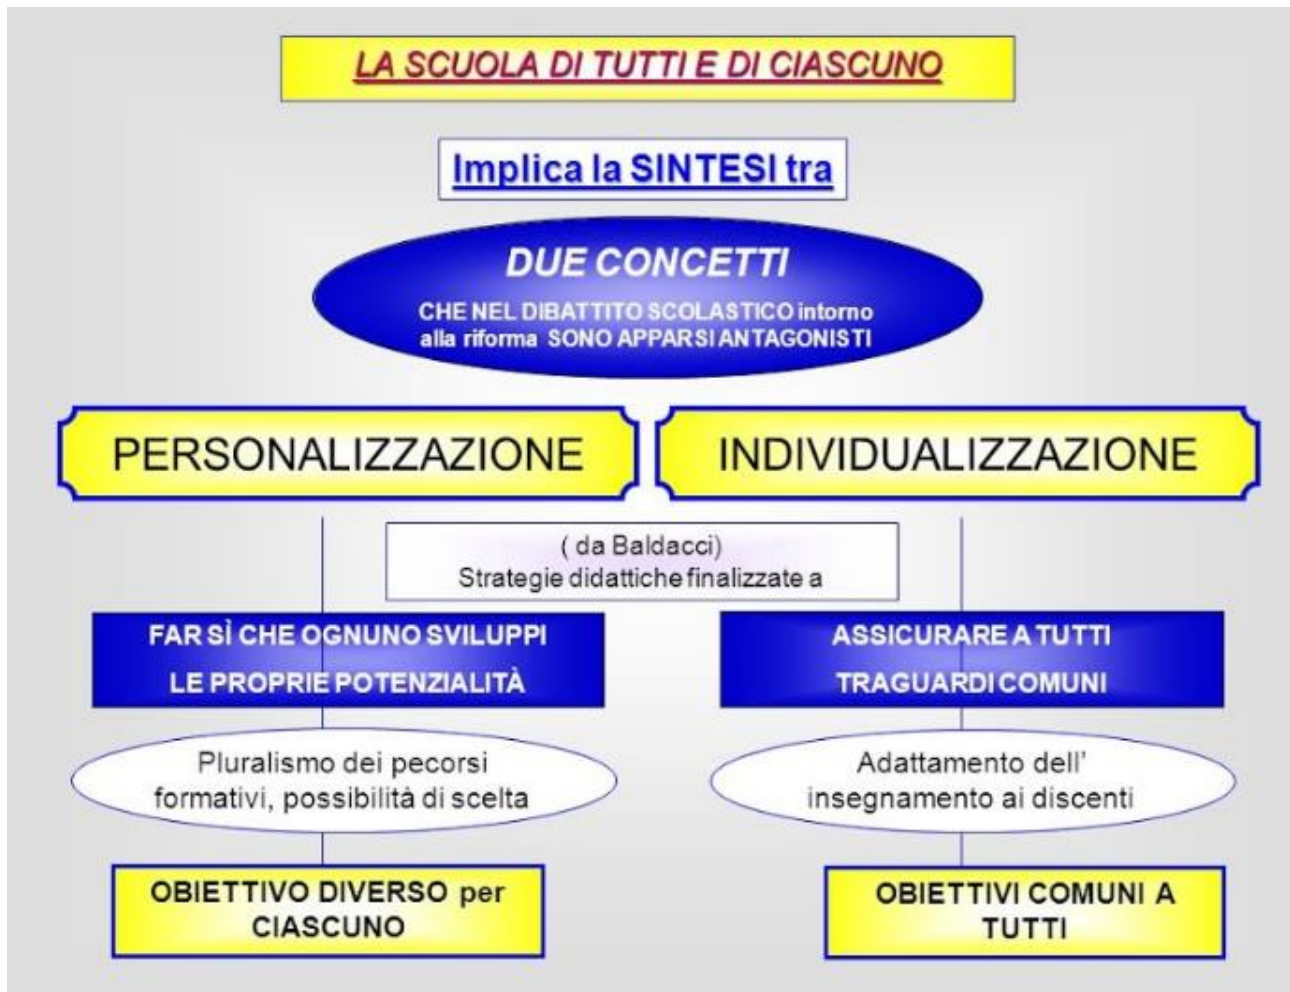 LA SCUOLA DI TUTTI E DI CIASCUNO
Implica la SINTESI tra
DUE CONCETTI
CHE NEL DIBATTITO SCOLASTICO intorno
alla riforma SONO APPARSI ANTAGONISTI
PERSONALIZZAZIONE
INDIVIDUALIZZAZIONE
( da Baldacci)
Strategie didattiche finalizzate a
FAR SÌ CHE OGNUNO SVILUPPI
LE PROPRIE POTENZIALITÀ
ASSICURARE A TUTTI
TRAGUARDI COMUNI
Pluralismo dei pecorsi
formativi, possibilità di scelta
Adattamento dell'
insegnamento ai discenti
OBIETTIVO DIVERSO per
CIASCUNO
OBIETTIVI COMUNI A
TUTTI